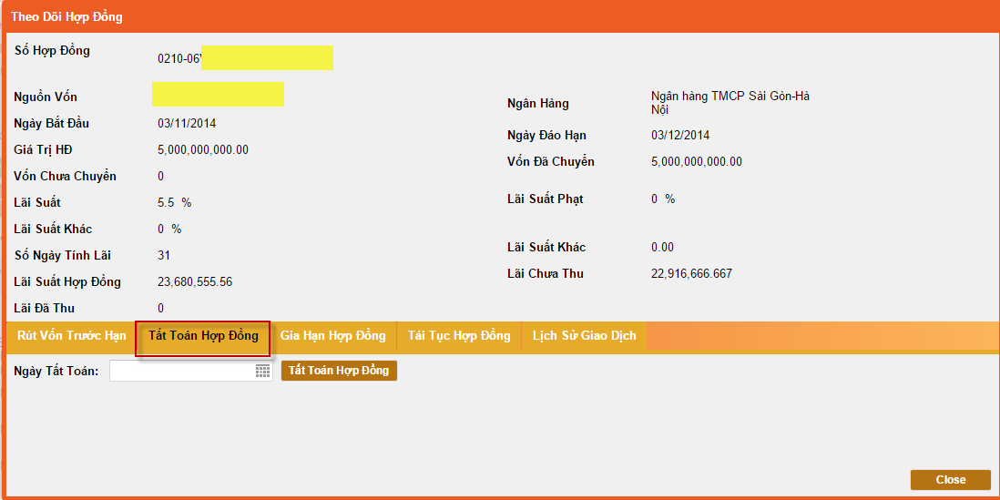 Theo Dõi Hợp Đồng
Số Hợp Đồng
0210-06
Nguồn Vốn
Ngân Hàng
Ngân hàng TMCP Sài Gòn-Hà
Nội
Ngày Bắt Đầu
03/11/2014
Ngày Đáo Hạn
03/12/2014
Giá Trị HĐ
5,000,000,000.00
Vốn Đã Chuyển
5,000,000,000.00
Vốn Chưa Chuyển
0
Lãi Suất
5.5 %
Lãi Suất Phạt
0 %
Lãi Suất Khác
0 %
Số Ngày Tính Lãi
31
Lãi Suất Khác
0.00
Lãi Suất Hợp Đồng
23,680,555.56
Lãi Chưa Thu
22,916,666.667
Lãi Đã Thu
0
Rút Vốn Trước Hạn
Tất Toán Hợp Đồng
Gia Hạn Hợp Đồng
Tái Tục Hợp Đồng
Lịch Sử Giao Dịch
Ngày Tất Toán:
Tất Toán Hợp Đồng
Close